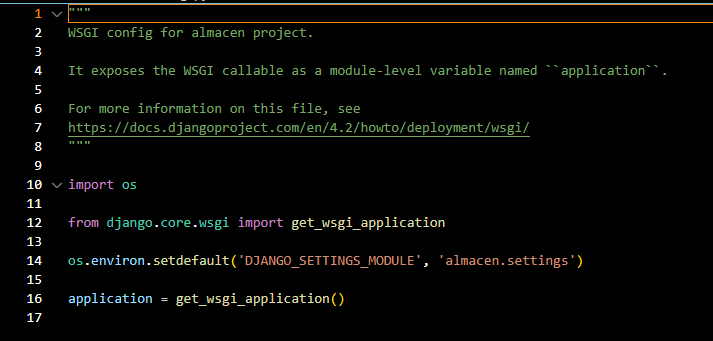 1 """
2 WSGI config for almacen project.
3
4 It exposes the WSGI callable as a module-level variable named ``application``.
5
6 For more information on this file, see
7 https://docs.djangoproject.com/en/4.2/howto/deployment/wsgi/
8 """
9
10 import os
11
12 from django.core.wsgi import get_wsgi_application
13
14 os.environ.setdefault('DJANGO_SETTINGS_MODULE', 'almacen.settings')
15
16 application = get_wsgi_application()
17